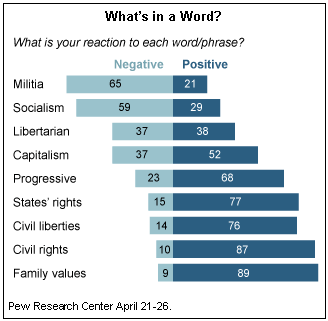 What's in a Word?
What is your reaction to each word/phrase?
Negative Positive
Militia 65 21
Socialism 59 29
Libertarian 37 38
Capitalism 37 52
Progressive 23 68
States' rights 15 77
Civil liberties 14 76
Civil rights 10 87
Family values 9 89
Pew Research Center April 21-26.